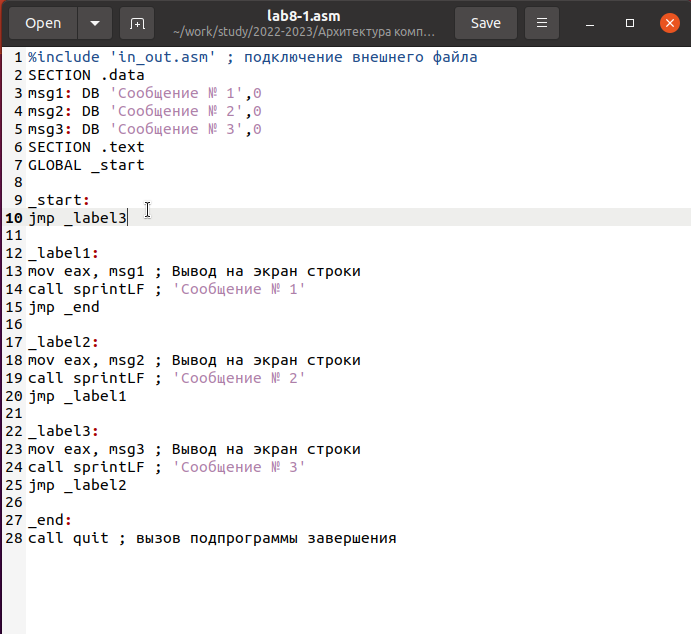 Open
lab8-1.asm
~/work/study/2022-2023/Архитектура комп...
Save
1 %include 'in_out.asm' ; подключение внешнего файла
2 SECTION .data
3 msg1: DB 'Сообщение № 1',0
4 msg2: DB 'Сообщение № 2',0
5 msg3: DB 'Сообщение № 3',0
6 SECTION .text
7 GLOBAL _start
8
9 _start:
10 jmp _label3
11
12 _label1:
13 mov eax, msg1 ; Вывод на экран строки
14 call sprintLF ; 'Сообщение № 1'
15 jmp _end
16
17 _label2:
18 mov eax, msg2 ; Вывод на экран строки
19 call sprintLF ; 'Сообщение № 2'
20 jmp _label1
21
22 _label3:
23 mov eax, msg3 ; Вывод на экран строки
24 call sprintLF ; 'Сообщение № 3'
25 jmp _label2
26
27 _end:
28 call quit ; вызов подпрограммы завершения